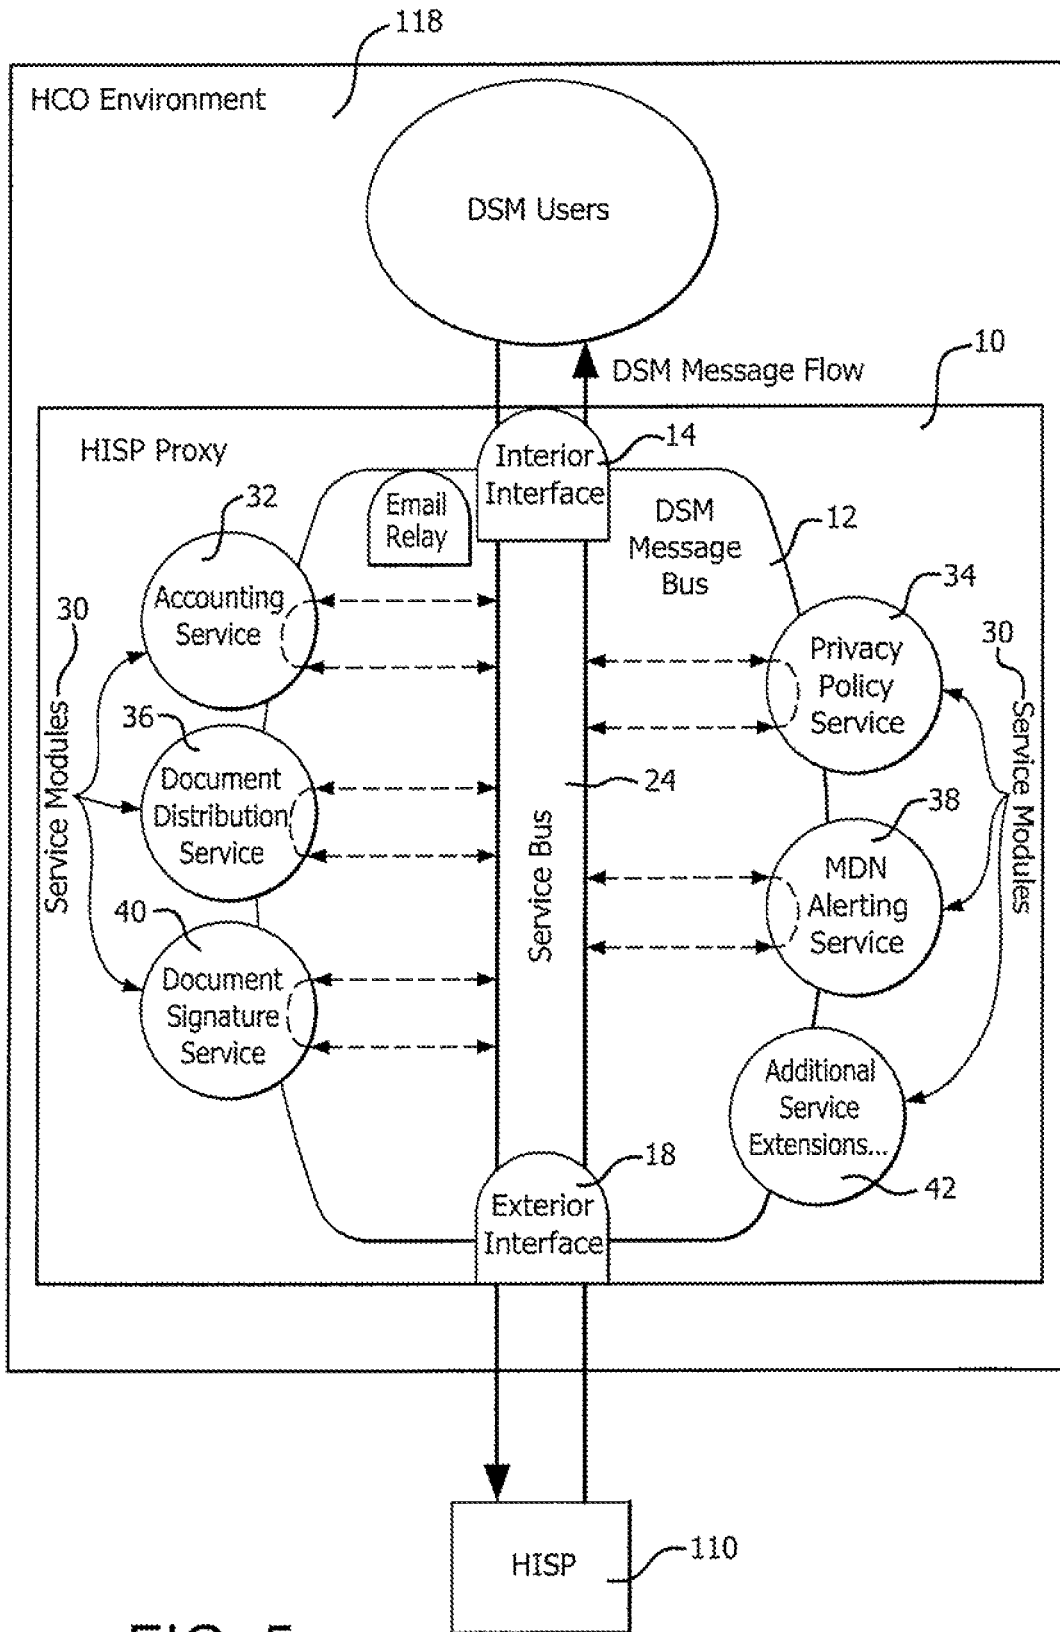 118
HCO Environment
DSM Users
10
DSM Message Flow
HISP Proxy
Interior
Interface
14
Email
Relay
DSM
Message
Bus
12
32
Accounting
Service
34
Privacy
Policy
Service
30
Service Modules
30
Service Modules
36
Document
Distribution
Service
24
Service Bus
38
MDN
Alerting
Service
40
Document
Signature
Service
Additional
Service
Extensions...
42
18
Exterior
Interface
HISP
110
FIG. 5